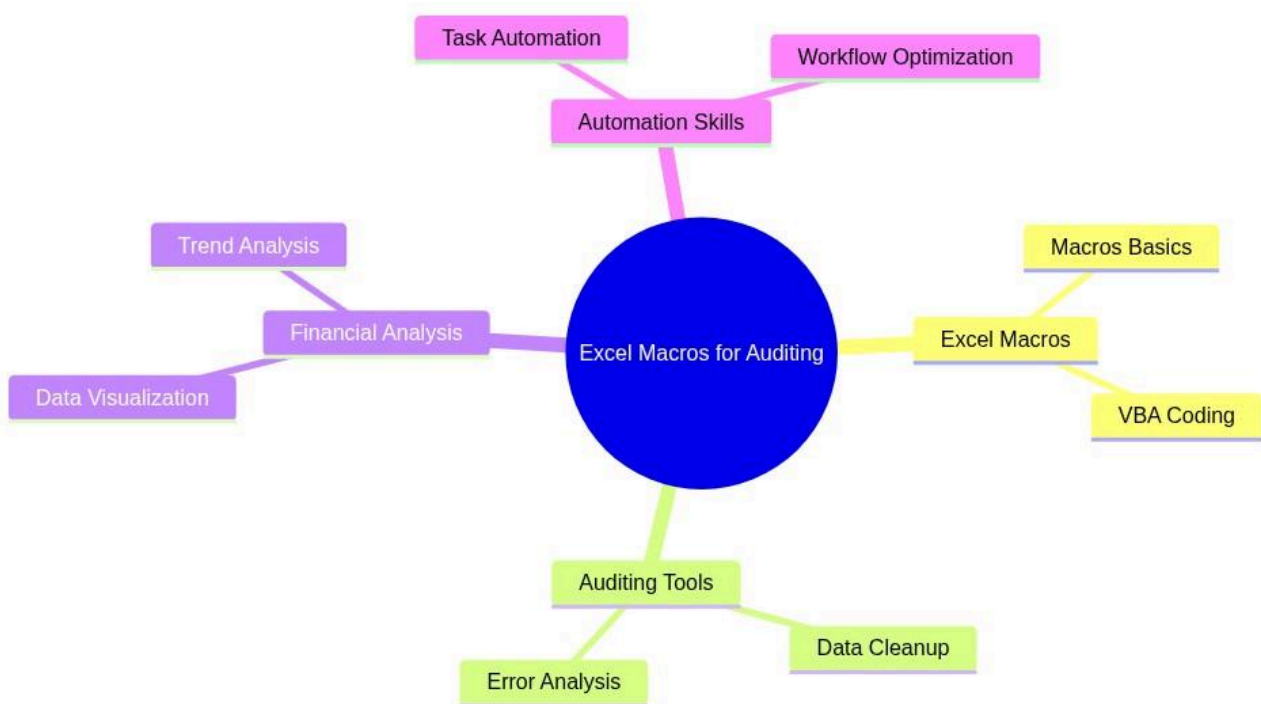 Task Automation
Workflow Optimization
Automation Skills
Trend Analysis
Macros Basics
Financial Analysis
Excel Macros for Auditing
Excel Macros
Data Visualization
VBA Coding
Auditing Tools
Data Cleanup
Error Analysis